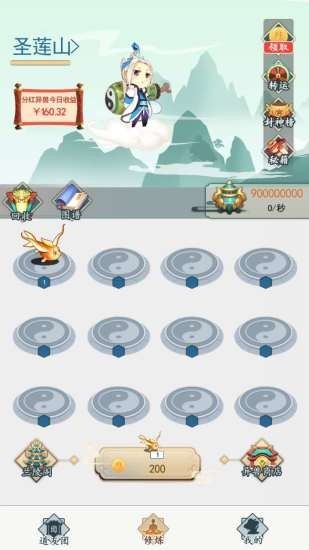 圣莲山>
领取
分红异兽今日收益
￥160.32
转运
封神榜
秘籍
回收
图谱
900000000
0/秒
1
1
200
兰陵阁
异兽商店
道友团
修炼
我的